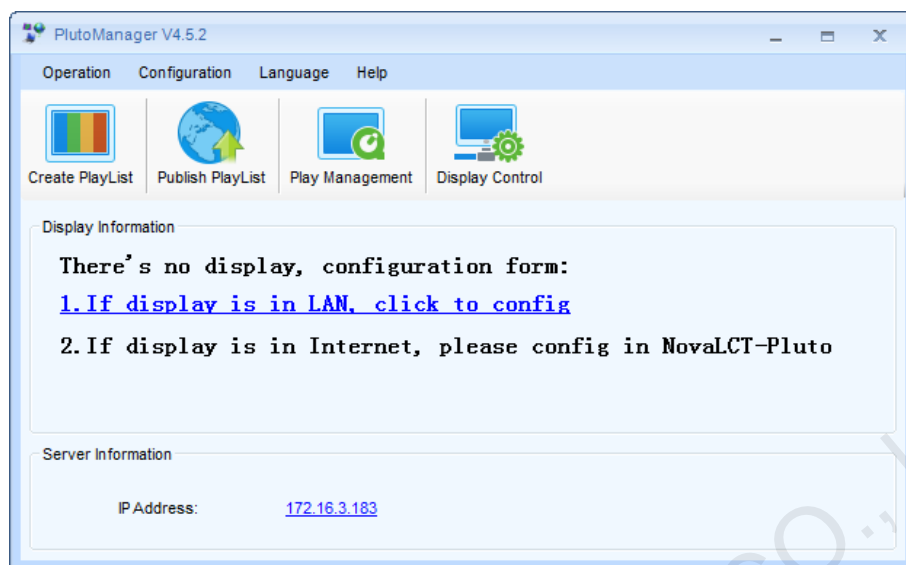 PlutoManager V4.5.2
Operation Configuration Language Help
Create PlayList Publish PlayList Play Management Display Control
Display Information
There's no display, configuration form:
1.If display is in LAN, click to config
2.If display is in Internet, please config in NovaLCT-Pluto
Server Information
IP Address: 172.16.3.183
CO.,